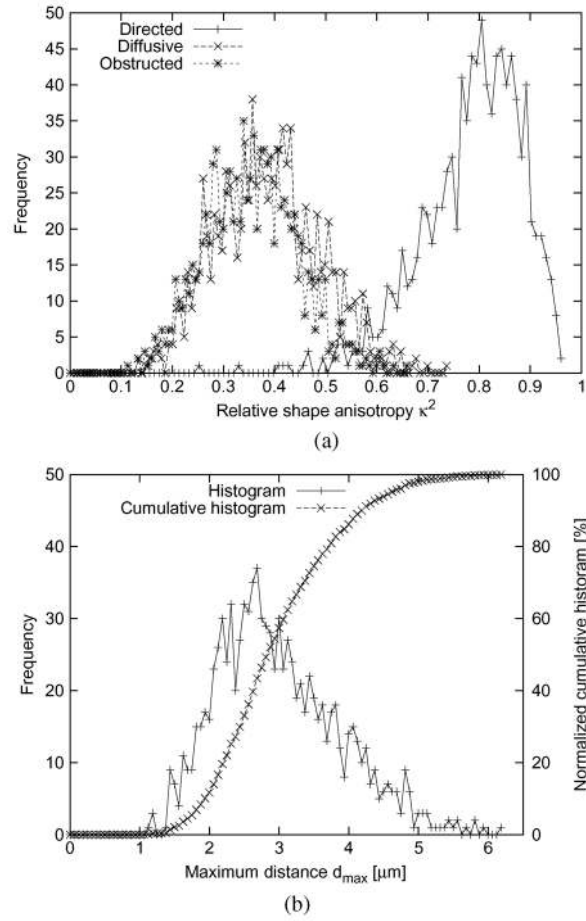 Directed
Diffusive
Obstructed
50
45
40
35
30
25
20
15
10
5
0
Frequency
0 0.1 0.2 0.3 0.4 0.5 0.6 0.7 0.8 0.9 1
Relative shape anisotropy κ²
(a)
Histogram
Cumulative histogram
50
40
30
20
10
0
Frequency
100
80
60
40
20
0
Normalized cumulative historam [%]
0 1 2 3 4 5 6
Maximum distance dmax [μm]
(b)